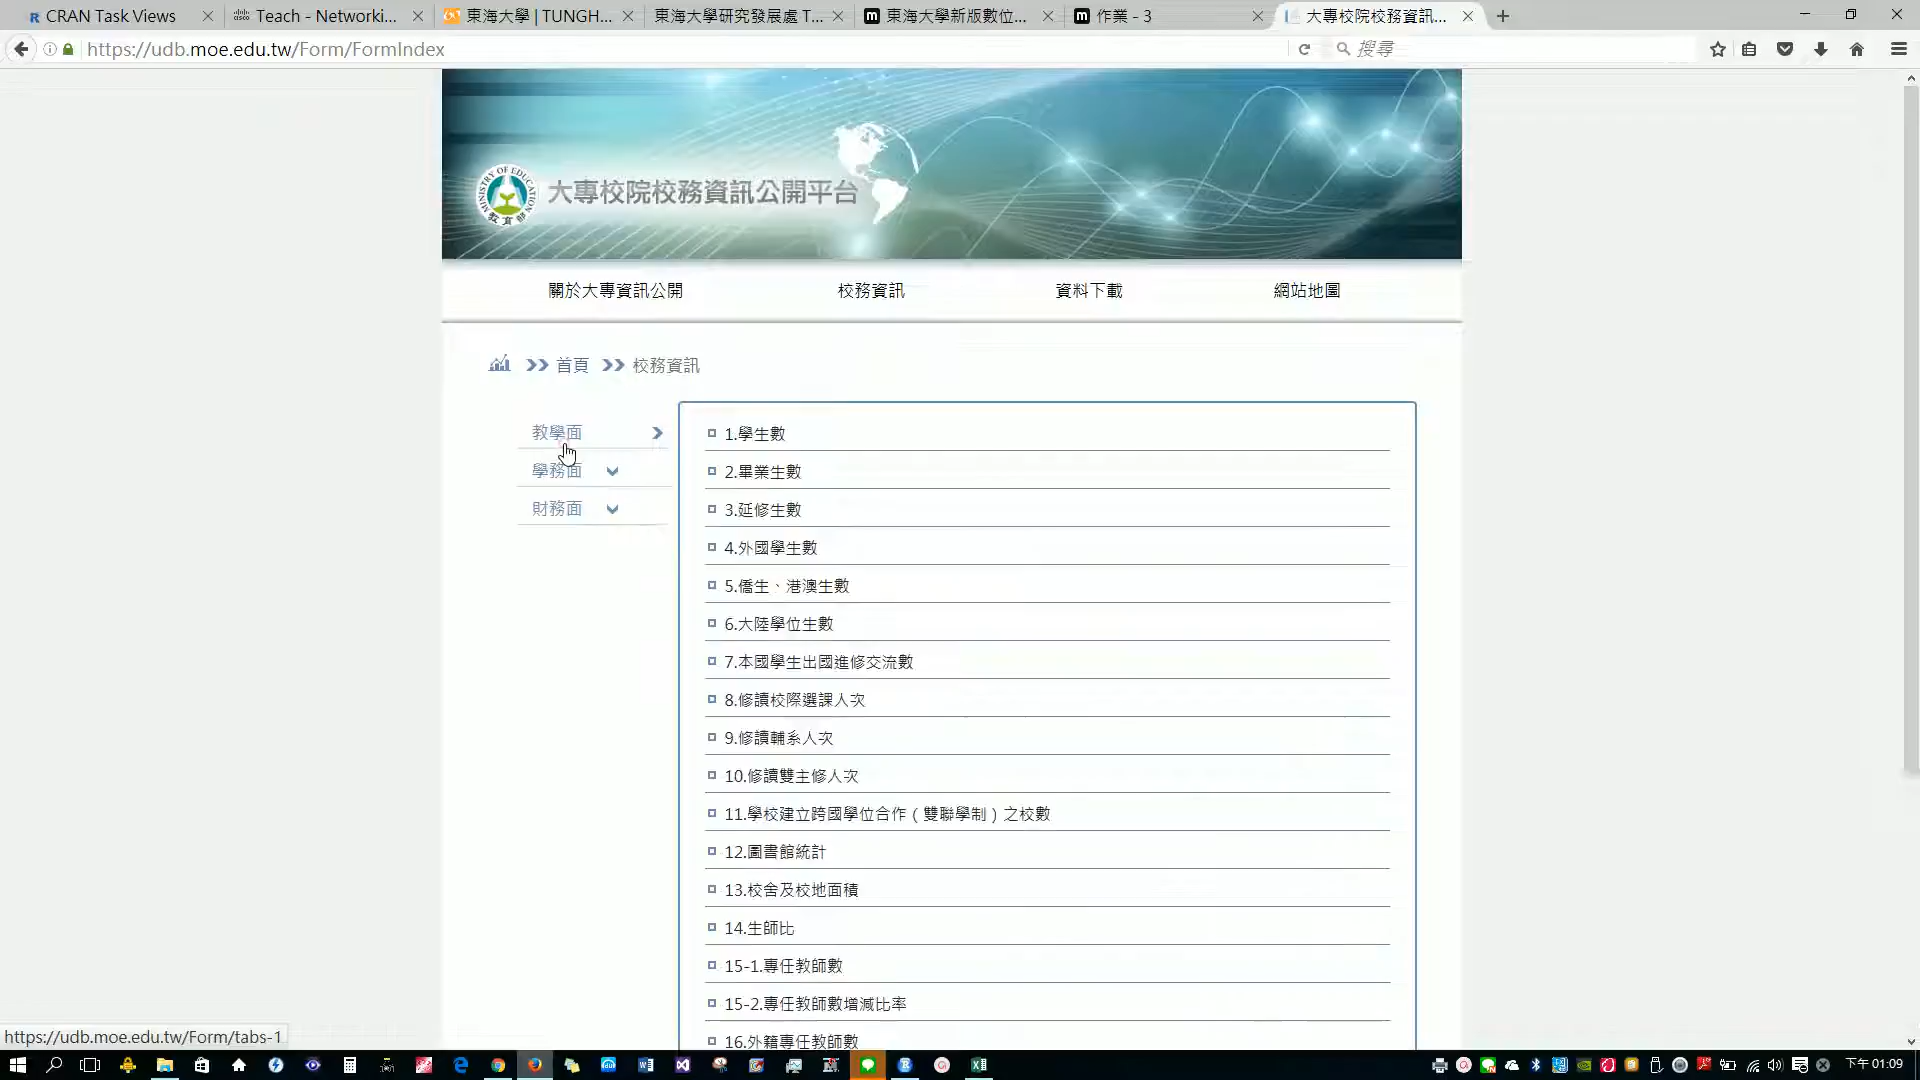 CRAN Task Views
Teach - Networki...
東海大學 | TUNGH...
東海大學研究發展處 T...
東海大學新版數位...
作業 - 3
大專校院校務資訊...
https://udb.moe.edu.tw/Form/FormIndex
搜尋
MINISTRY OF EDUCATION
教育部
大專校院校務資訊公開平台
關於大專資訊公開
校務資訊
資料下載
網站地圖
首頁
校務資訊
教學面
學務面
財務面
1.學生數
2.畢業生數
3.延修生數
4.外國學生數
5.僑生、港澳生數
6.大陸學位生數
7.本國學生出國進修交流數
8.修讀校際選課人次
9.修讀輔系人次
10.修讀雙主修人次
11.學校建立跨國學位合作（雙聯學制）之校數
12.圖書館統計
13.校舍及校地面積
14.生師比
15-1.專任教師數
15-2.專任教師數增減比率
16.外籍專任教師數
https://udb.moe.edu.tw/Form/tabs-1
下午 01:09